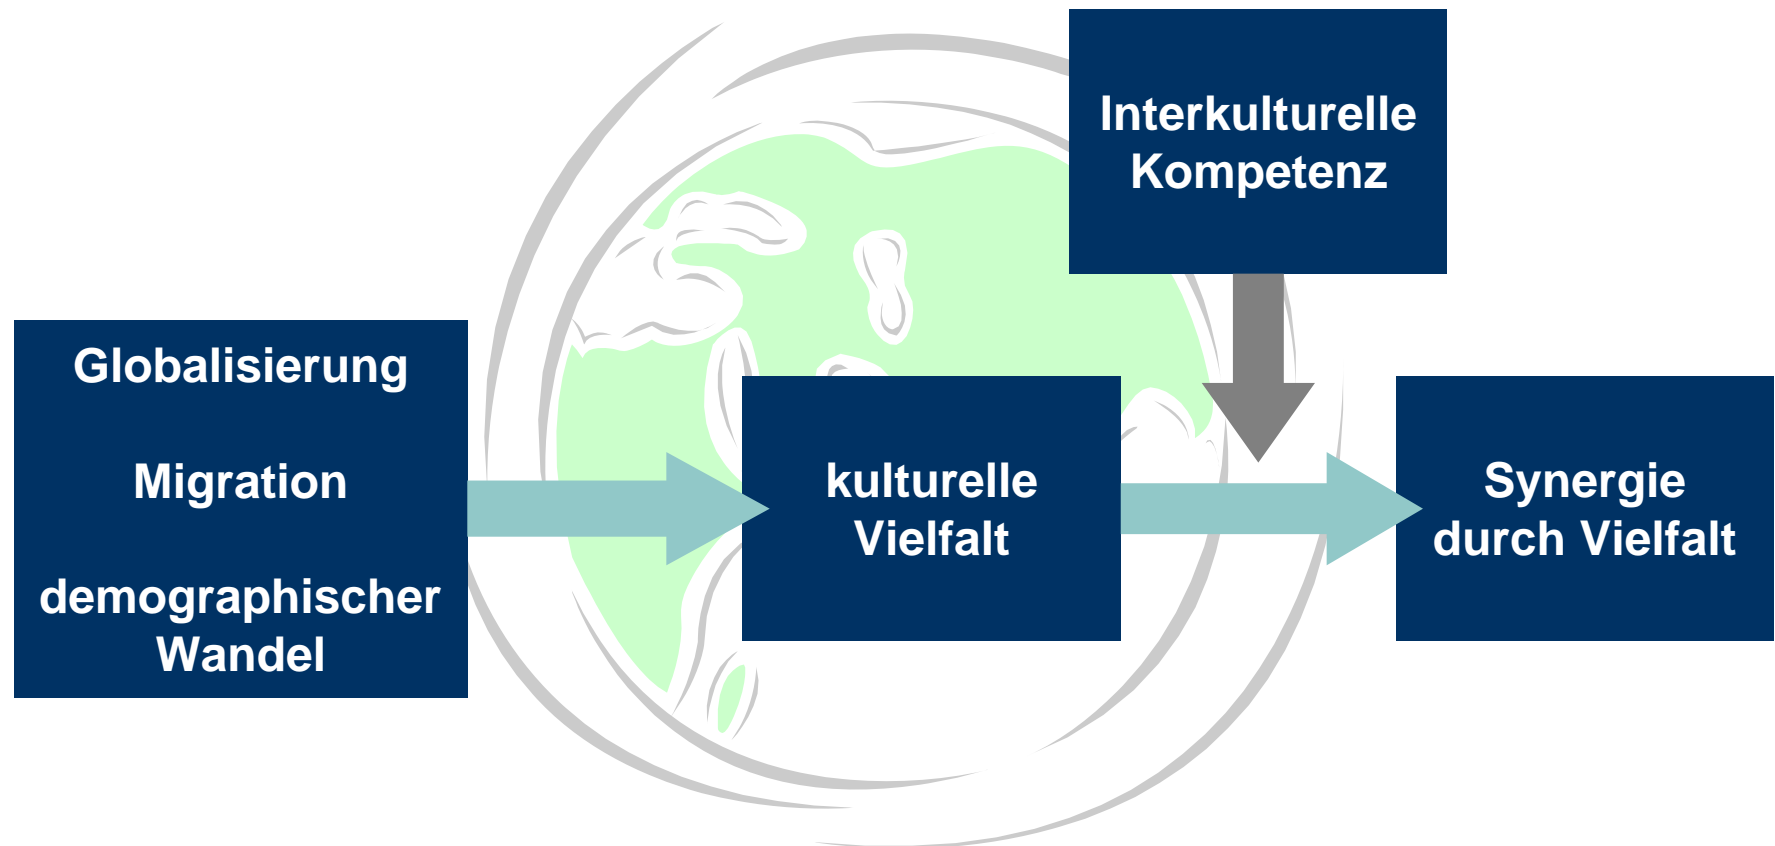 Interkulturelle
Kompetenz
Globalisierung
Migration
demographischer
Wandel
kulturelle
Vielfalt
Synergie
durch Vielfalt